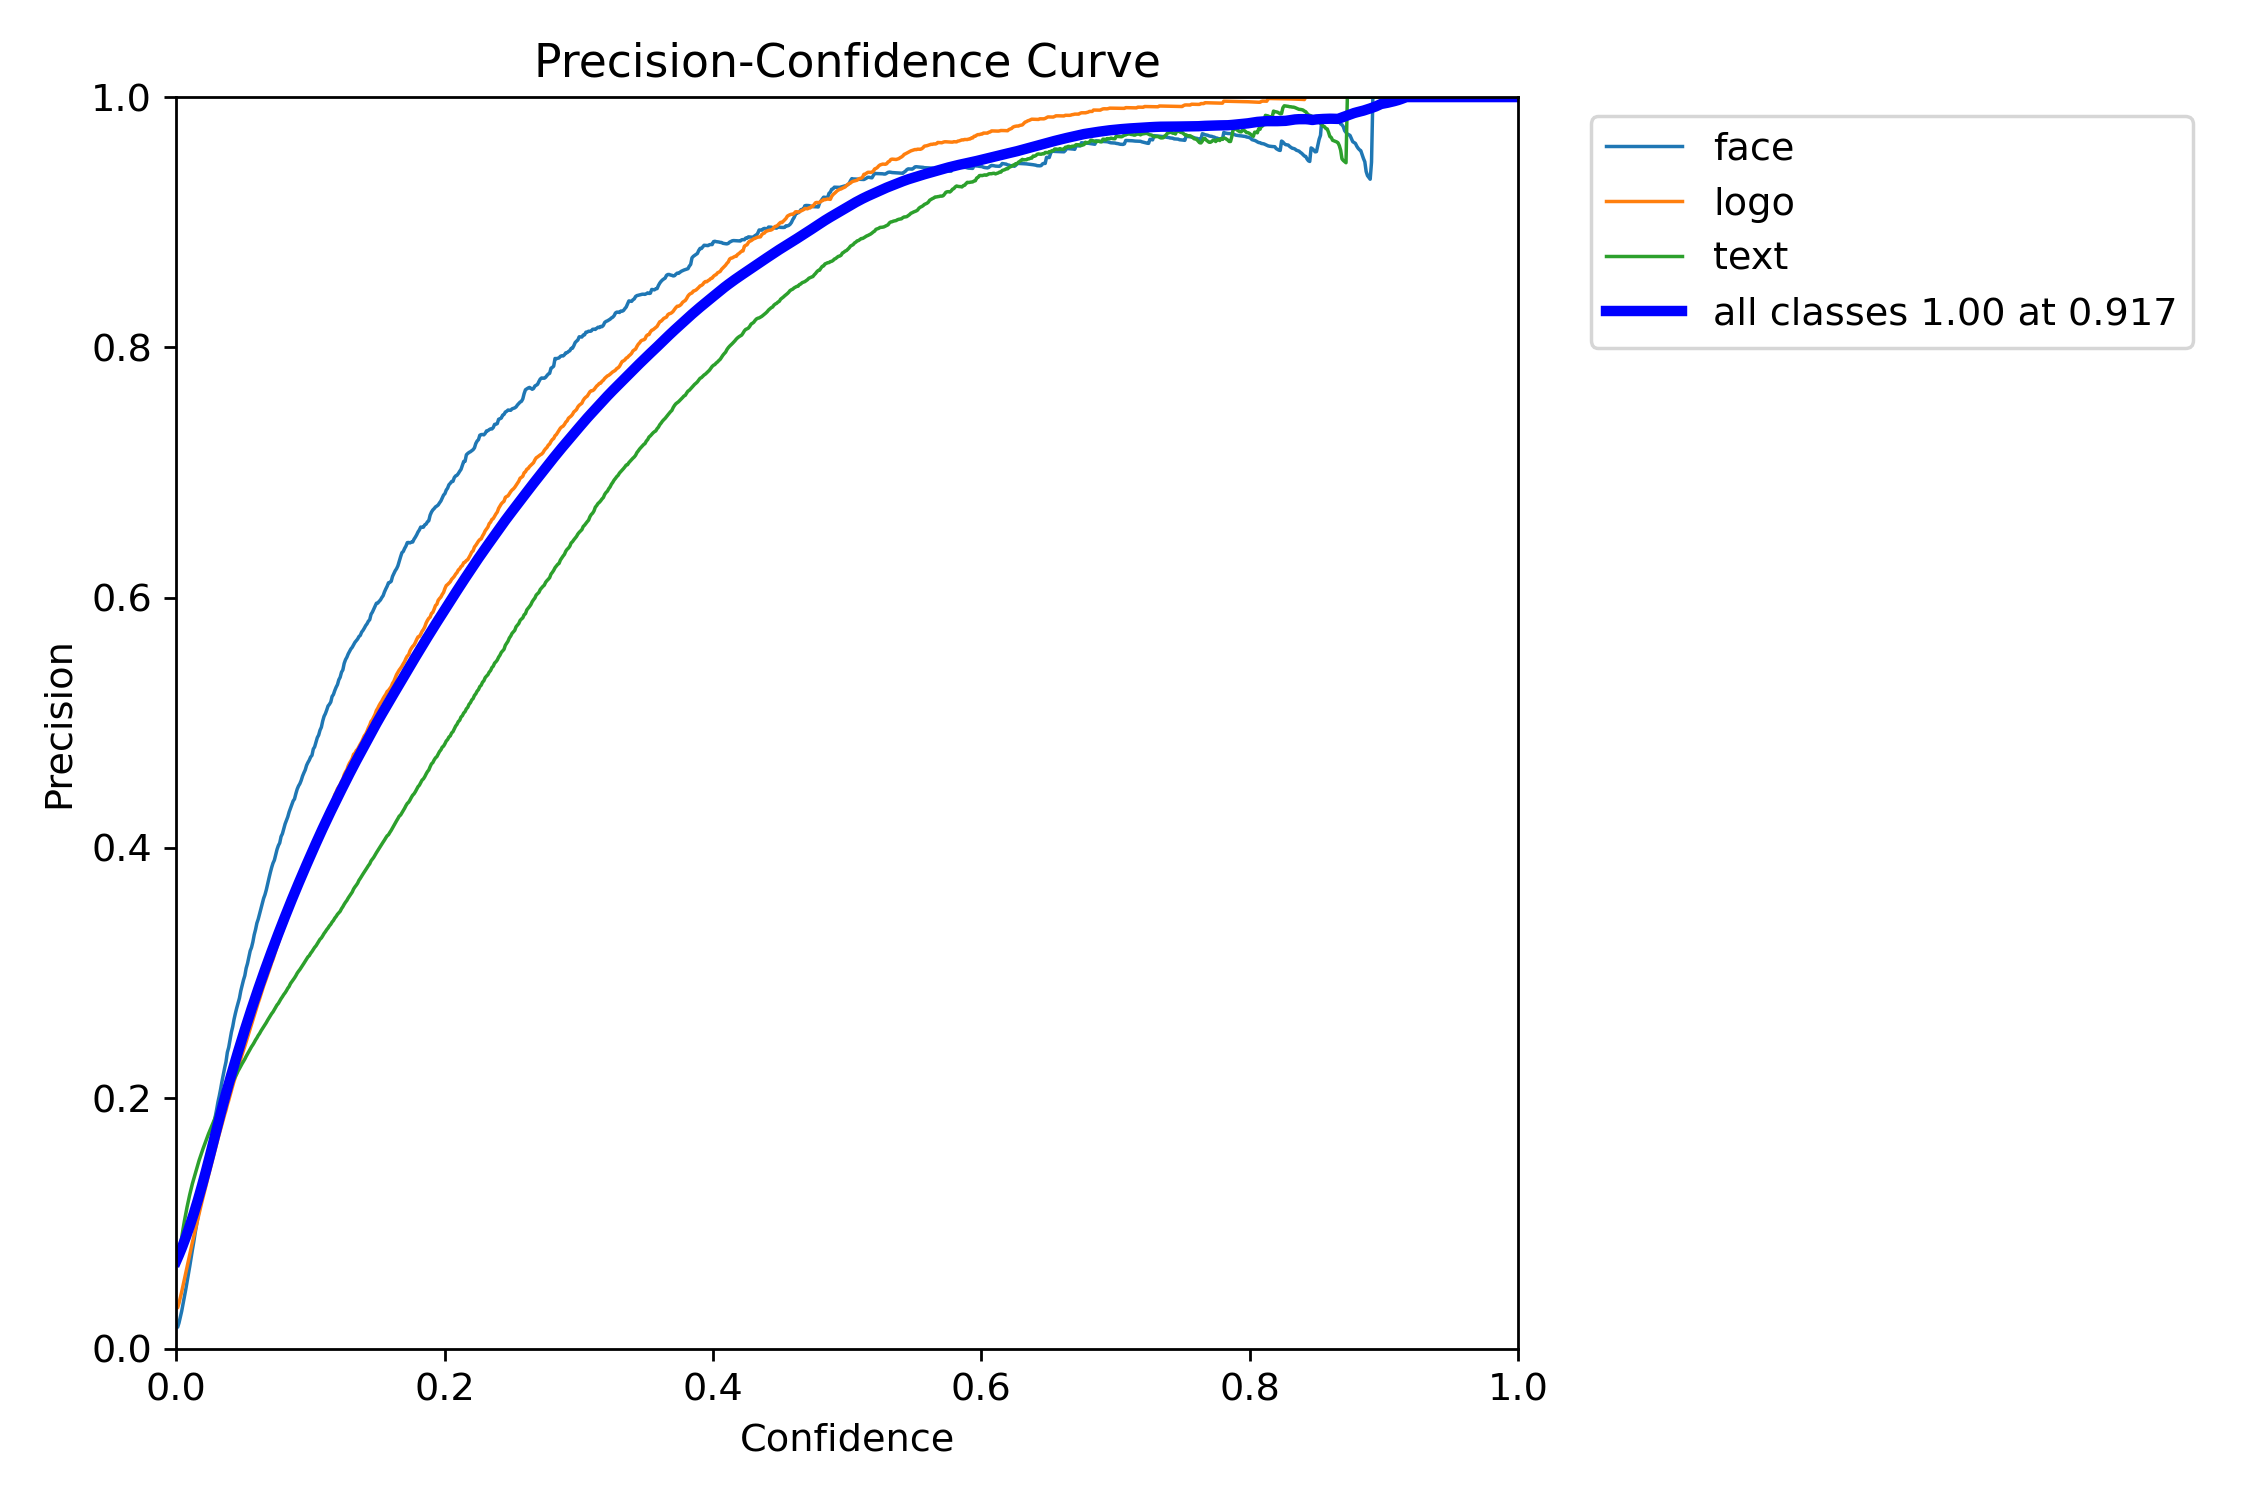 Precision-Confidence Curve
1.0
0.8
0.6
0.4
0.2
0.0
Precision
0.0 0.2 0.4 0.6 0.8 1.0
Confidence
face
logo
text
all classes 1.00 at 0.917